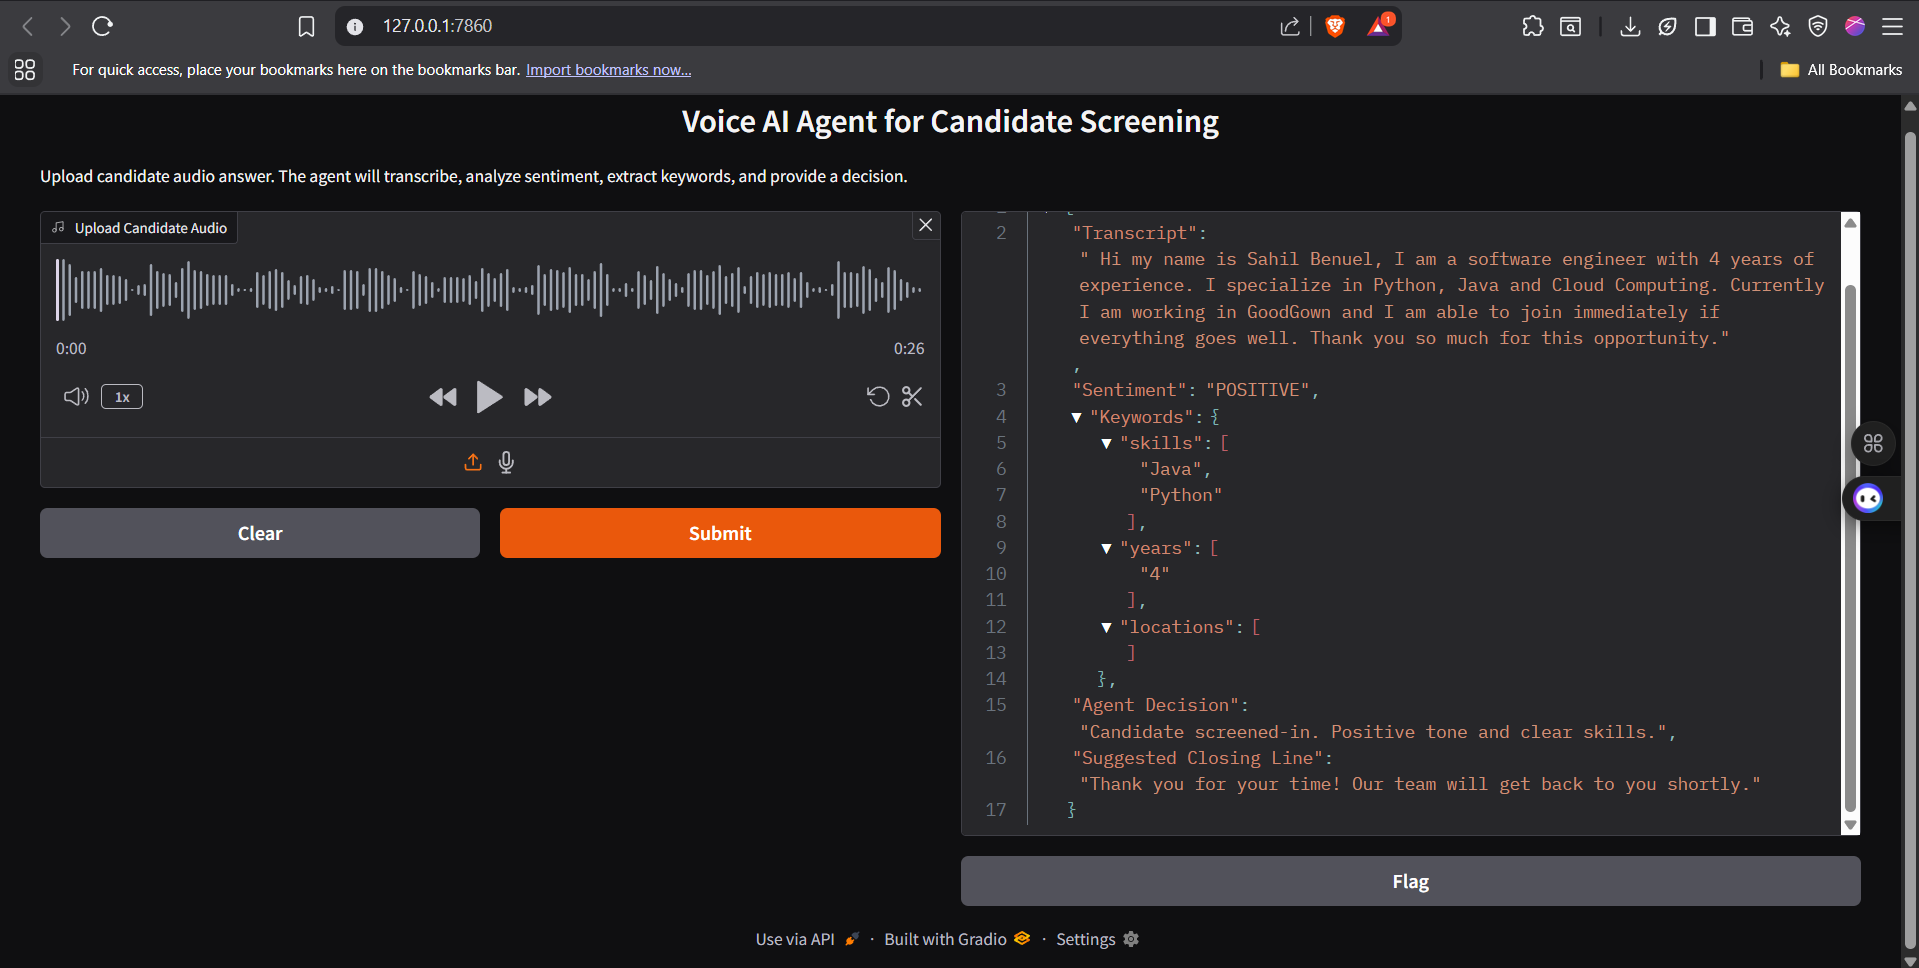 127.0.0.1:7860
1
For quick access, place your bookmarks here on the bookmarks bar. Import bookmarks now...
All Bookmarks
Voice AI Agent for Candidate Screening
Upload candidate audio answer. The agent will transcribe, analyze sentiment, extract keywords, and provide a decision.
Upload Candidate Audio
0:00
0:26
1x
Clear
Submit
2 "Transcript":
" Hi my name is Sahil Benuel, I am a software engineer with 4 years of
experience. I specialize in Python, Java and Cloud Computing. Currently
I am working in GoodGown and I am able to join immediately if
everything goes well. Thank you so much for this opportunity."
,
3 "Sentiment": "POSITIVE",
4 "Keywords": {
5 "skills": [
6 "Java",
7 "Python"
8 ],
9 "years": [
10 "4"
11 ],
12 "locations": [
13 ]
14 },
15 "Agent Decision":
"Candidate screened-in. Positive tone and clear skills.",
16 "Suggested Closing Line":
"Thank you for your time! Our team will get back to you shortly."
17 }
Flag
Use via API · Built with Gradio · Settings